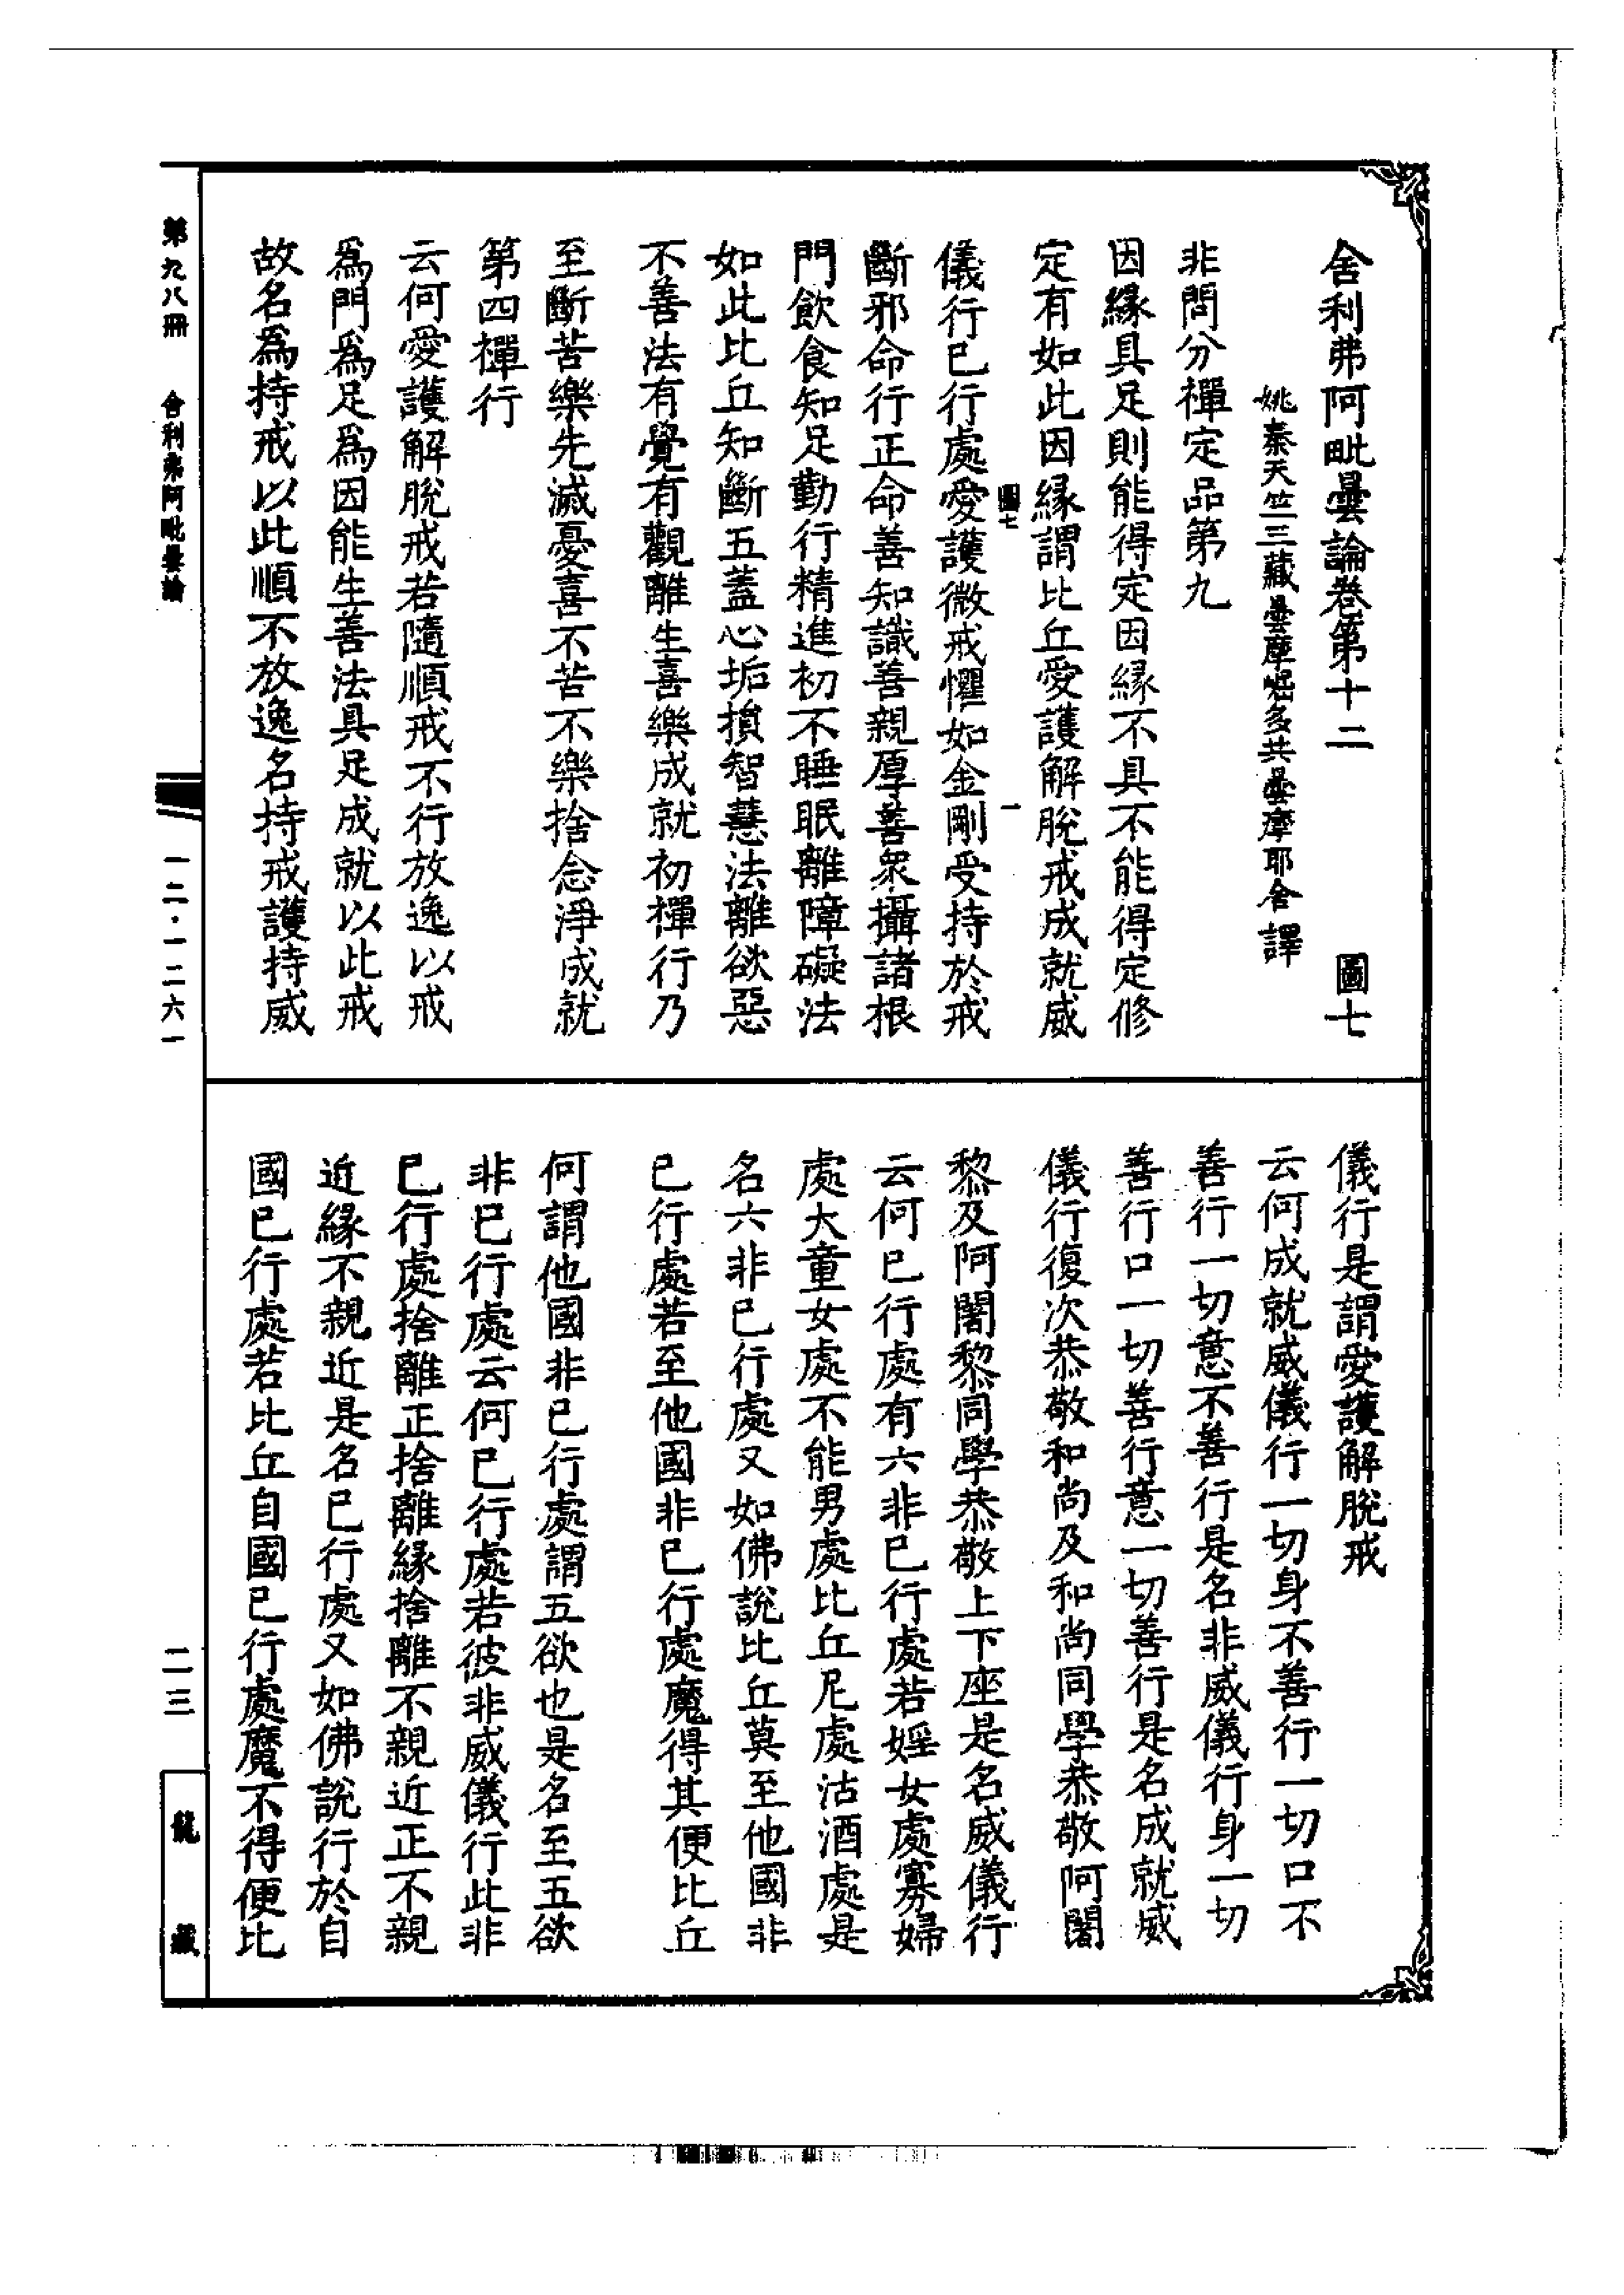 舍利弗阿毗曇論卷第十二　圖七
姚秦天竺三藏曇摩崛多共曇摩耶舍譯
非問分禪定品第九
因緣具足則能得定因緣不具不能得定修
定有如此因緣謂比丘愛護解脫戒成就威
圖七　一
儀行已行處愛護微戒懼如金剛受持於戒
斷邪命行正命善知識善親厚善衆攝諸根
門飲食知足勤行精進初不睡眠離障礙法
如此比丘知斷五蓋心垢損智慧法離欲惡
不善法有覺有觀離生喜樂成就初禪行乃
至斷苦樂先滅憂喜不苦不樂捨念淨成就
第四禪行
云何愛護解脫戒若隨順戒不行放逸以戒
爲門爲足爲因能生善法具足成就以此戒
故名爲持戒以此順不放逸名持戒護持威
儀行是謂愛護解脫戒
云何成就威儀行一切身不善行一切口不
善行一切意不善行是名非威儀行身一切
善行口一切善行意一切善行是名成就威
儀行復次恭敬和尚及和尚同學恭敬阿闍
黎及阿闍黎同學恭敬上下座是名威儀行
云何已行處有六非已行處若婬女處寡婦
處大童女處不能男處比丘尼處沽酒處是
名六非已行處又如佛說比丘莫至他國非
已行處若至他國非已行處魔得其便比丘
何謂他國非已行處謂五欲也是名至五欲
非已行處云何已行處若彼非威儀行此非
已行處捨離正捨離緣捨離不親近正不親
近緣不親近是名已行處又如佛說行於自
國已行處若比丘自國已行處魔不得便比
第九八冊　舍利弗阿毗曇論　一二·一二六一　二三　龍藏